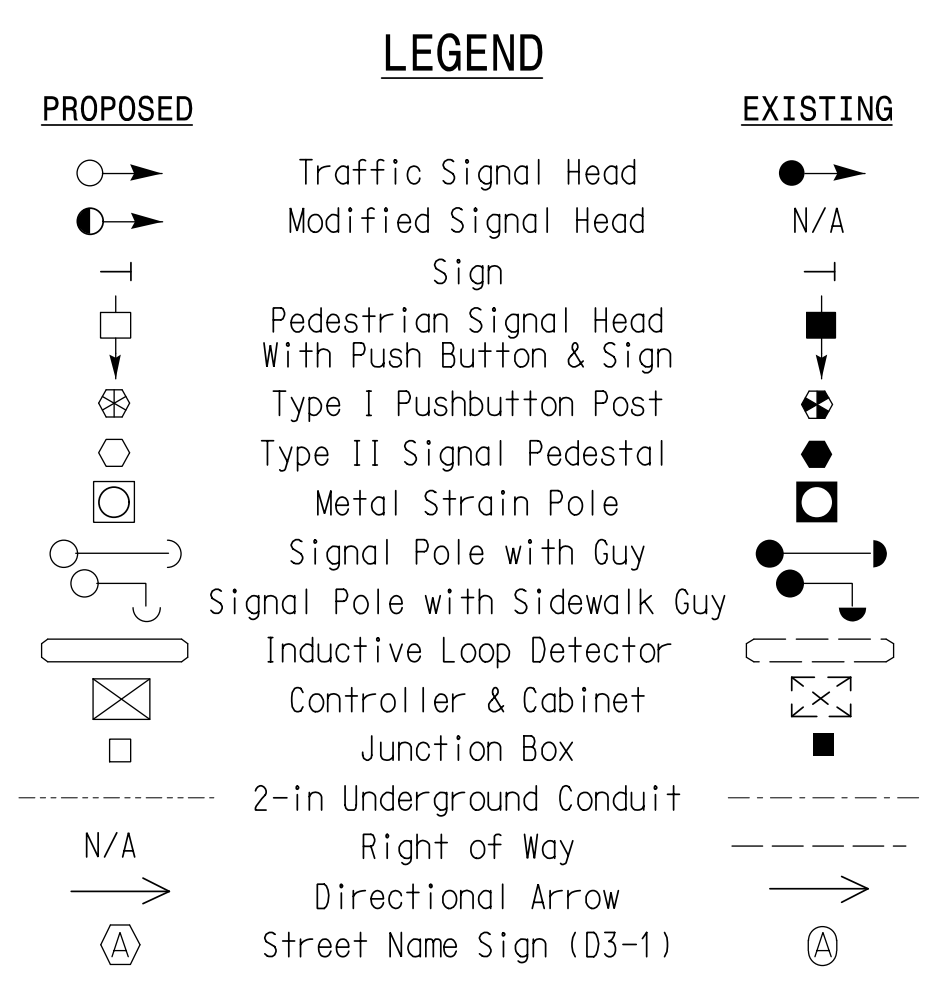 LEGEND
PROPOSED EXISTING
Traffic Signal Head
Modified Signal Head N/A
Sign
Pedestrian Signal Head
With Push Button & Sign
Type I Pushbutton Post
Type II Signal Pedestal
Metal Strain Pole
Signal Pole with Guy
Signal Pole with Sidewalk Guy
Inductive Loop Detector
Controller & Cabinet
Junction Box
2-in Underground Conduit
N/A Right of Way
Directional Arrow
A Street Name Sign (D3-1) A